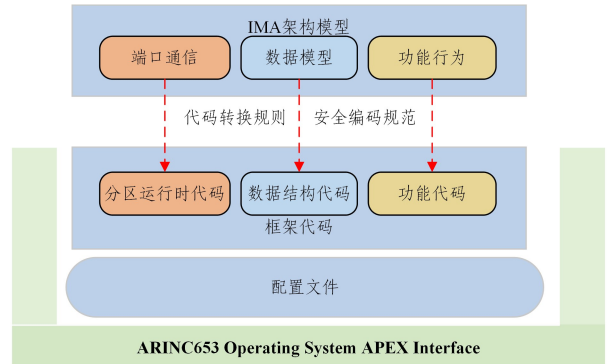 IMA架构模型
端口通信 数据模型 功能行为
代码转换规则 安全编码规范
分区运行时代码 数据结构代码 功能代码
框架代码
配置文件
ARINC653 Operating System APEX Interface